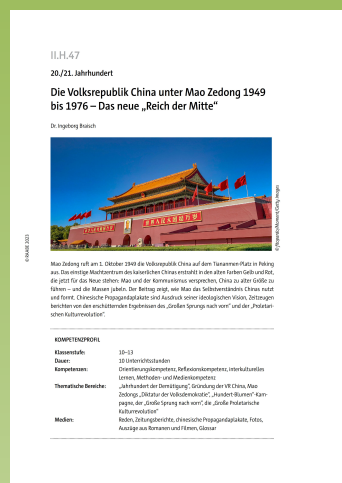 II.H.47
20./21. Jahrhundert
Die Volksrepublik China unter Mao Zedong 1949
bis 1976 – Das neue „Reich der Mitte“
Dr. Ingeborg Braisch
© RAABE 2023
Mao Zedong ruft am 1. Oktober 1949 die Volksrepublik China auf dem Tiananmen-Platz in Peking
aus. Das einstige Machtzentrum des kaiserlichen Chinas erstrahlt in den alten Farben Gelb und Rot,
die jetzt für das Neue stehen: Mao und der Kommunismus versprechen, China zu alter Größe zu
führen – und die Massen jubeln. Der Beitrag zeigt, wie Mao das Selbstverständnis Chinas nutzt
und formt. Chinesische Propagandaplakate sind Ausdruck seiner ideologischen Vision. Zeitzeugen
berichten von den erschütternden Ergebnissen des „Großen Sprungs nach vorn“ und der „Proletari-
schen Kulturrevolution“.
KOMPETENZPROFIL
Klassenstufe: 10–13
Dauer: 10 Unterrichtsstunden
Kompetenzen: Orientierungskompetenz, Reflexionskompetenz, interkulturelles
Lernen, Methoden- und Medienkompetenz
Thematische Bereiche: „Jahrhundert der Demütigung“, Gründung der VR China, Mao
Zedongs „Diktatur der Volksdemokratie“, „Hundert-Blumen“-Kam-
pagne, der „Große Sprung nach vorn“, die „Große Proletarische
Kulturrevolution“
Medien: Reden, Zeitungsberichte, chinesische Propagandaplakate, Fotos,
Auszüge aus Romanen und Filmen, Glossar